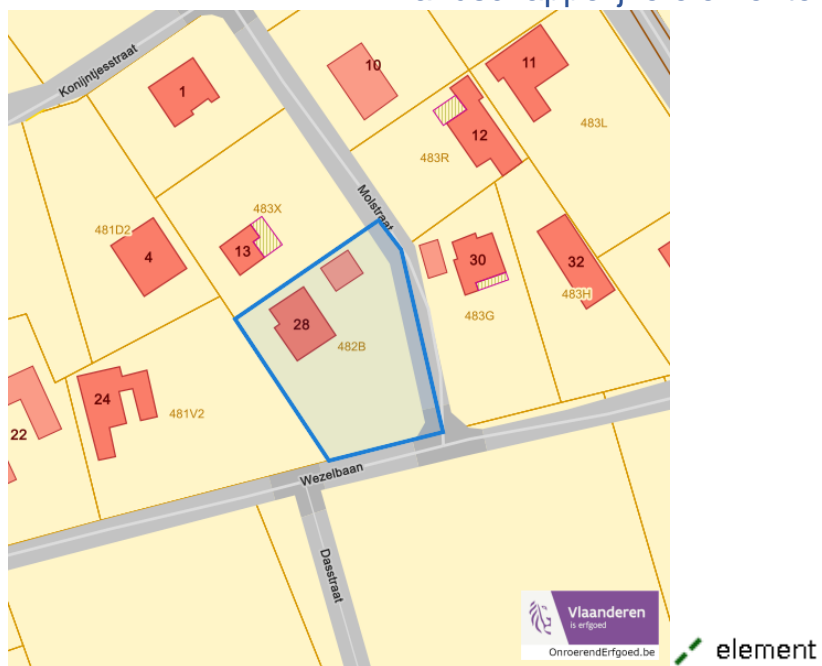 Konijntjesstraat
1
10
11
12
483R
483L
Molstraat
483X
13
481D2
4
30
32
483G
483H
28
482B
24
481V2
22
Wezelbaan
Dasstraat
Vlaanderen
is erfgoed
OnroerendErfgoed.be
element